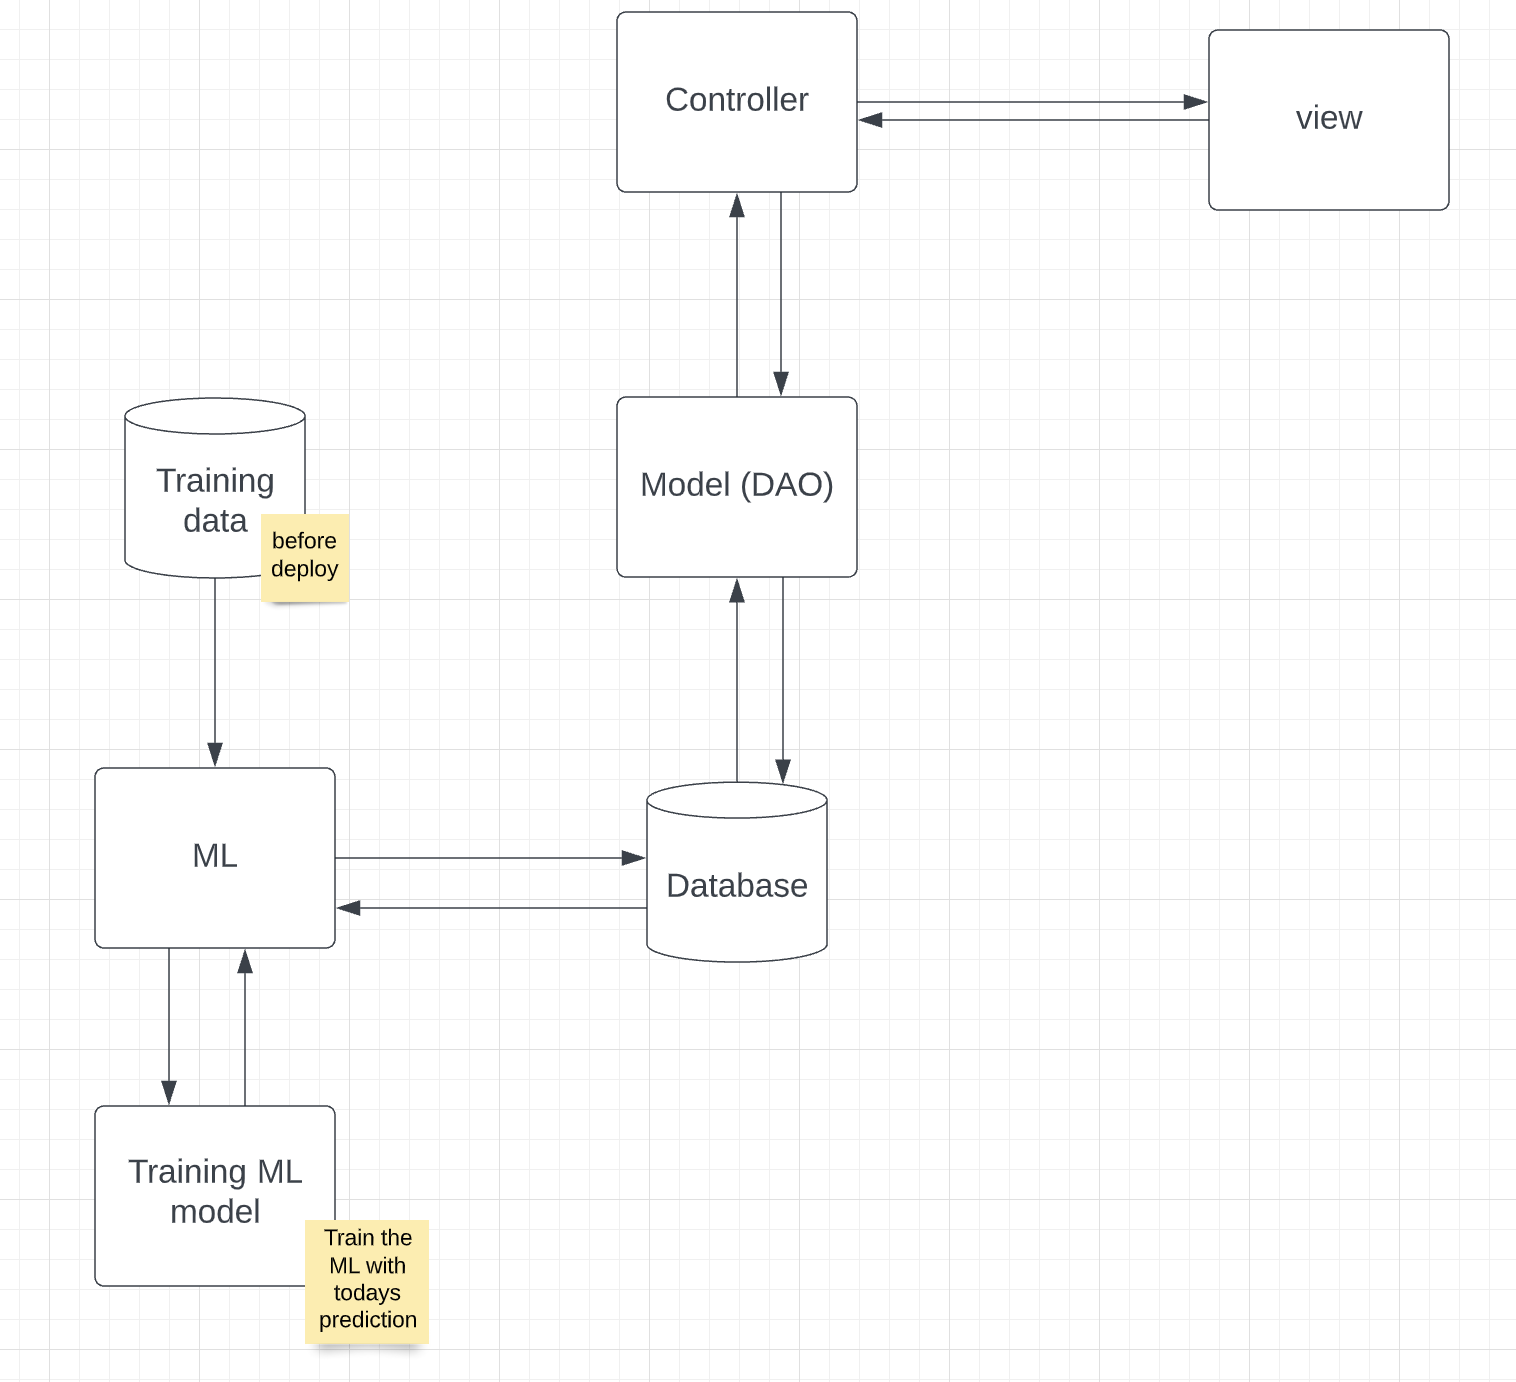 Controller
view
Training
data
before
deploy
Model (DAO)
ML
Database
Training ML
model
Train the
ML with
todays
prediction